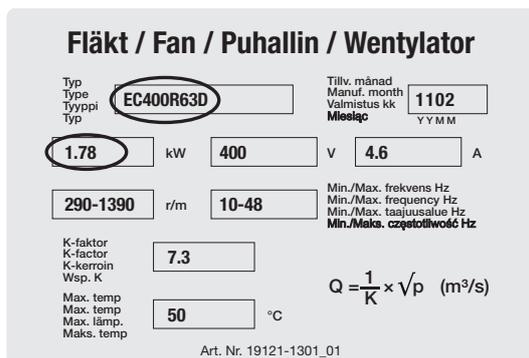 Fläkt / Fan / Puhallin / Wentylator
Typ
Type
Tyyppi
Typ
EC400R63D
Tillv. månad
Manuf. month
Valmistus kk
Miesiąc
1102
Y Y M M
1.78 kW 400 V 4.6 A
290-1390 r/m 10-48
Min./Max. frekvens Hz
Min./Max. frequency Hz
Min./Max. taajuusalue Hz
Min./Maks. częstotliwość Hz
K-faktor
K-factor
K-kerroin
Wsp. K
7.3
Q = 1/K × √p (m³/s)
Max. temp
Max. temp
Max. lämp.
Maks. temp
50 °C
Art. Nr. 19121-1301_01